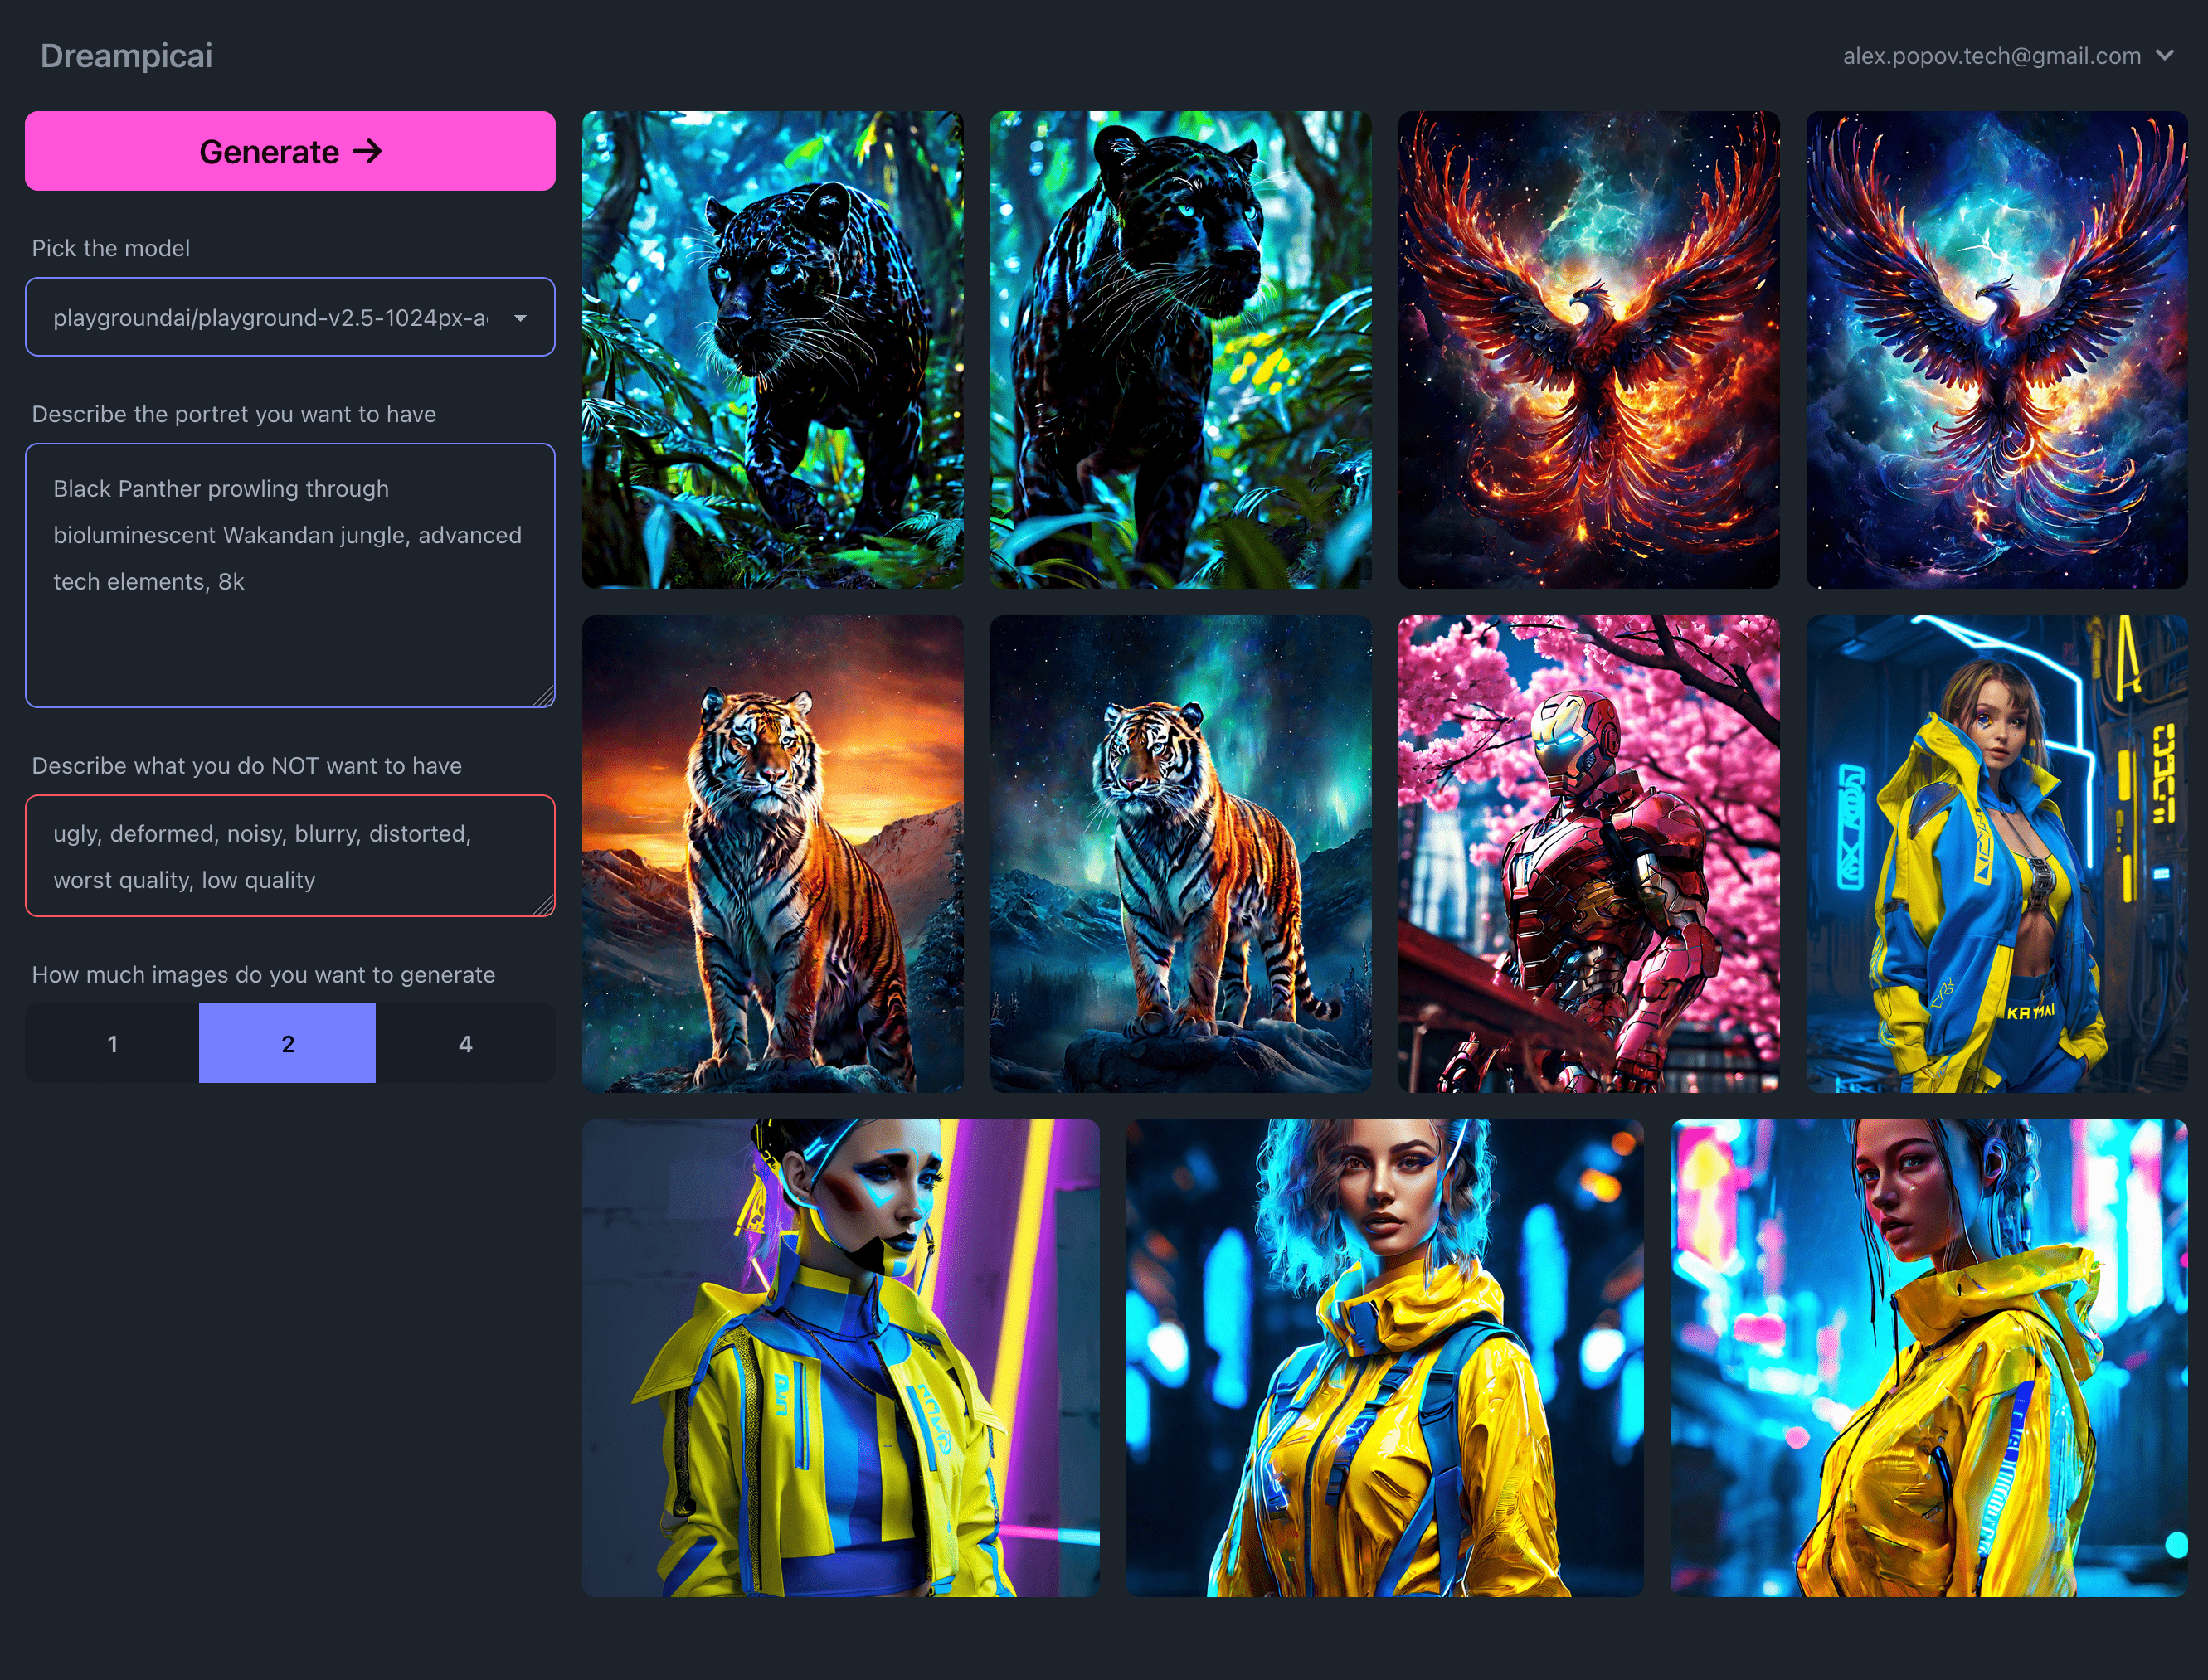 Dreampicai
alex.popov.tech@gmail.com
Generate →
Pick the model
playgroundai/playground-v2.5-1024px-a
Describe the portret you want to have
Black Panther prowling through
bioluminescent Wakandan jungle, advanced
tech elements, 8k
Describe what you do NOT want to have
ugly, deformed, noisy, blurry, distorted,
worst quality, low quality
How much images do you want to generate
1
2
4